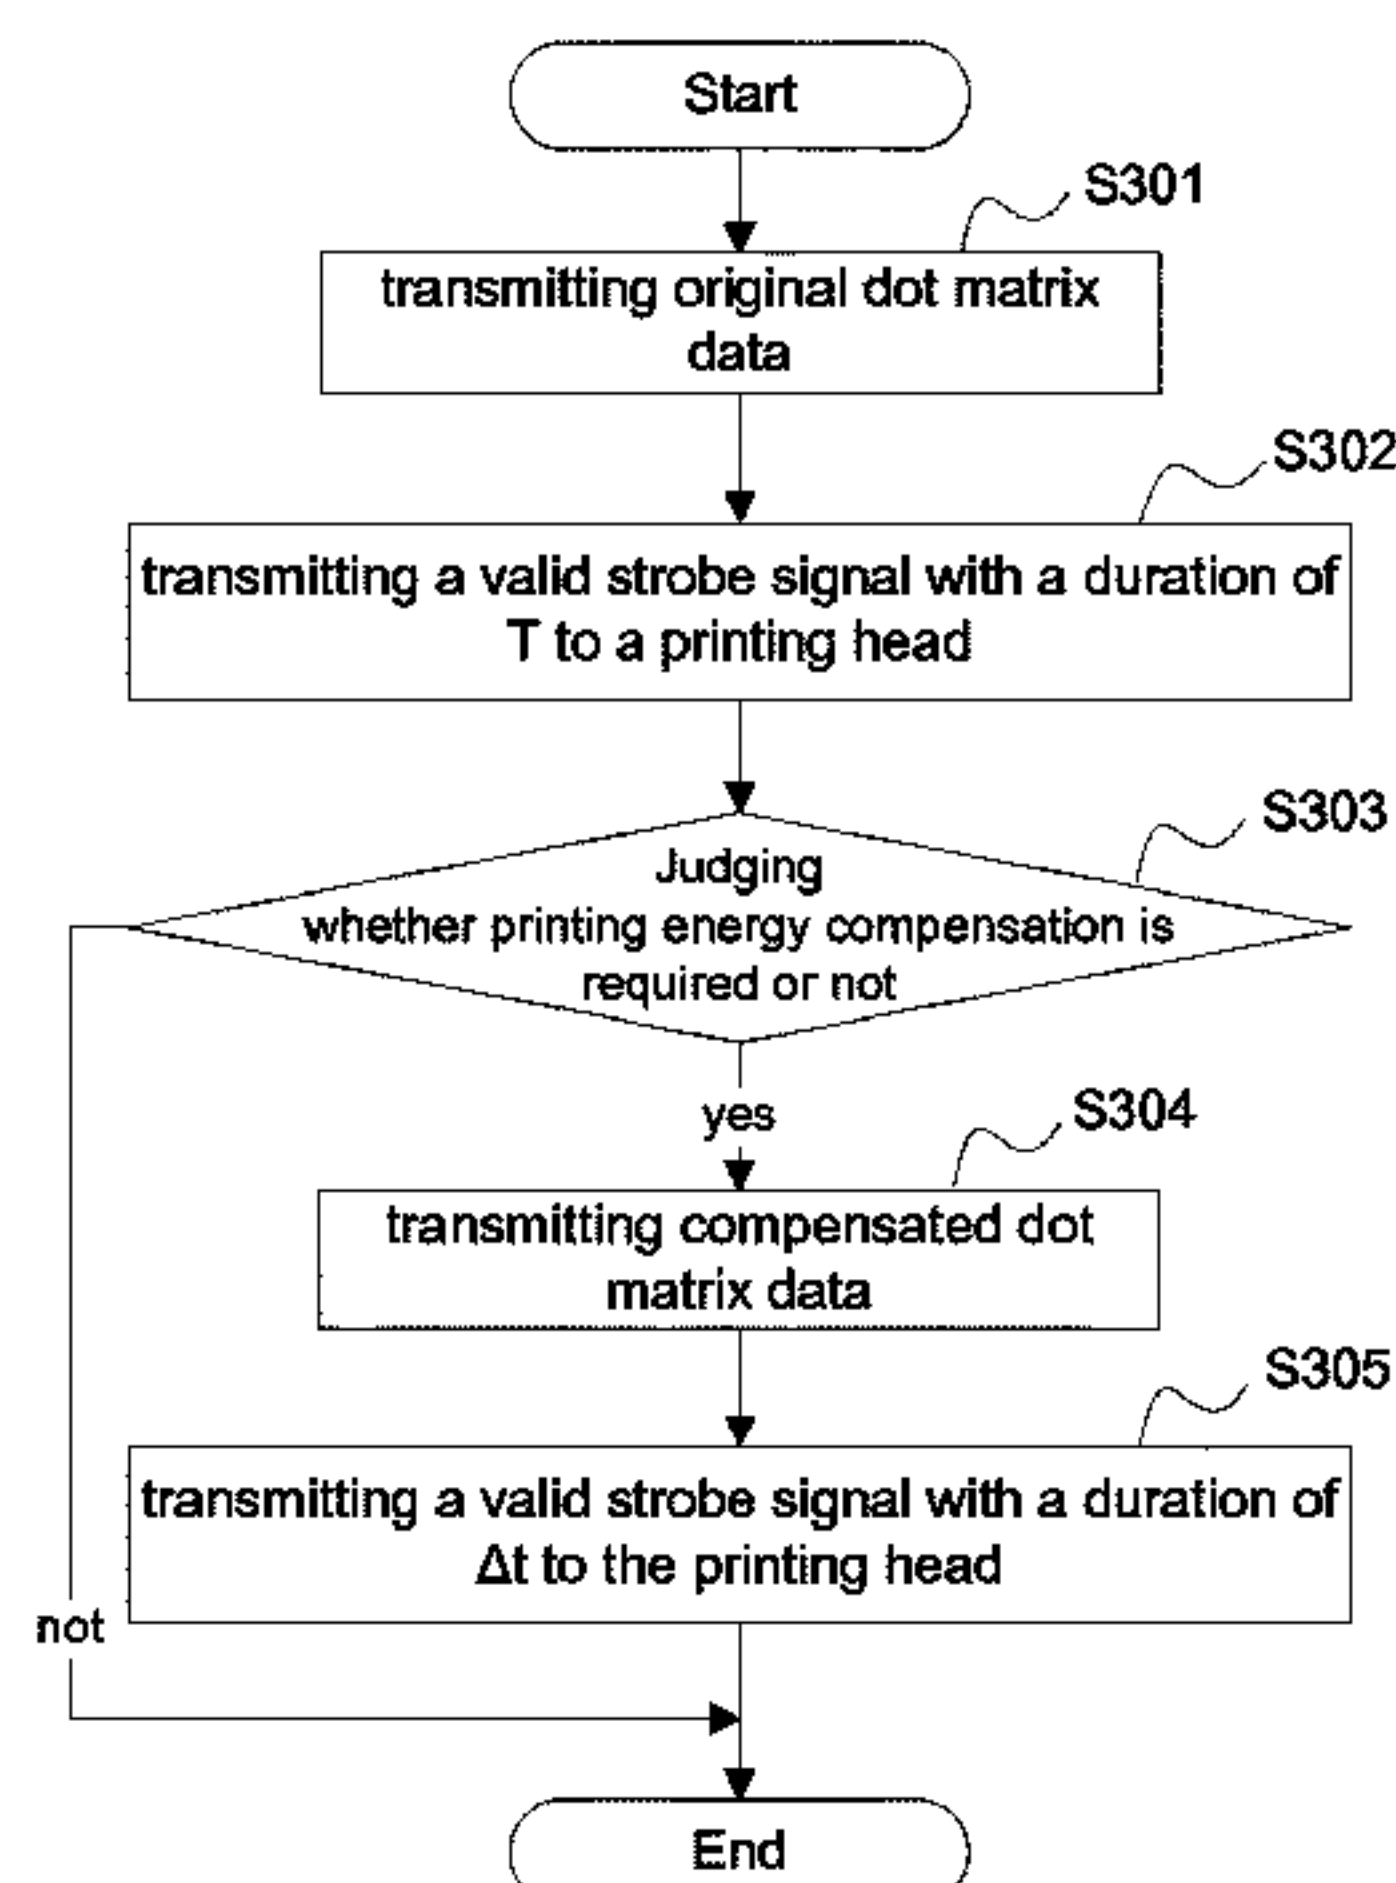 Start
S301
transmitting original dot matrix
data
S302
transmitting a valid strobe signal with a duration of
T to a printing head
S303
Judging
whether printing energy compensation is
required or not
yes
S304
transmitting compensated dot
matrix data
S305
transmitting a valid strobe signal with a duration of
Δt to the printing head
not
End